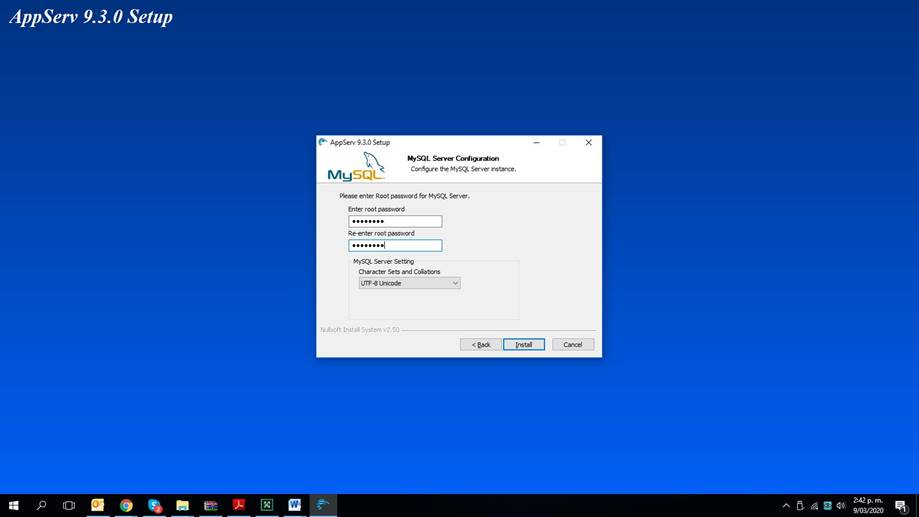 AppServ 9.3.0 Setup
AppServ 9.3.0 Setup
MySQL
MySQL Server Configuration
Configure the MySQL Server instance.
Please enter Root password for MySQL Server.
Enter root password
••••••••
Re-enter root password
••••••••
MySQL Server Setting
Character Sets and Collations
UTF-8 Unicode
Nullsoft Install System v2.50
< Back
Install
Cancel
2:42 p. m.
9/03/2020